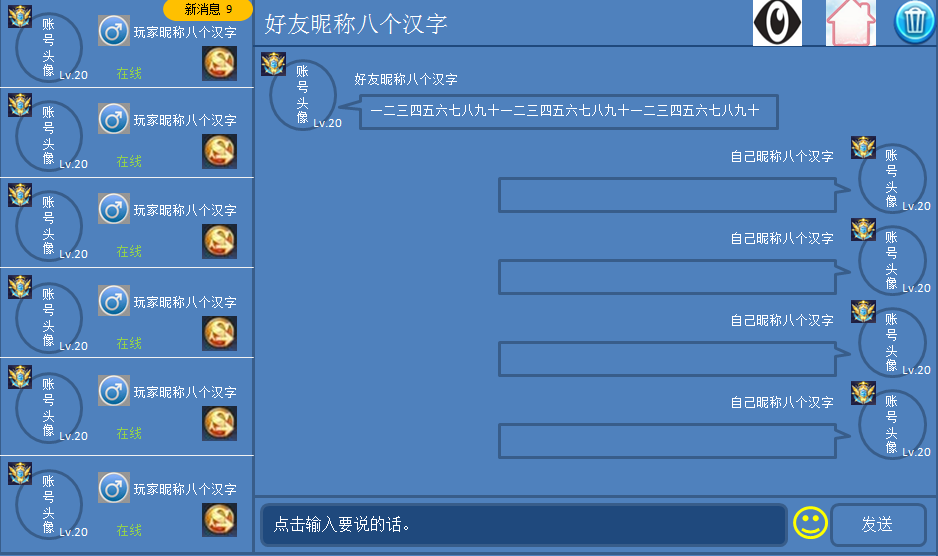 新消息 9
账号头像
Lv.20
玩家昵称八个汉字
在线
账号头像
Lv.20
玩家昵称八个汉字
在线
账号头像
Lv.20
玩家昵称八个汉字
在线
账号头像
Lv.20
玩家昵称八个汉字
在线
账号头像
Lv.20
玩家昵称八个汉字
在线
账号头像
Lv.20
玩家昵称八个汉字
在线
好友昵称八个汉字
账号头像
Lv.20
好友昵称八个汉字
一二三四五六七八九十一二三四五六七八九十一二三四五六七八九十
自己昵称八个汉字
账号头像
Lv.20
自己昵称八个汉字
账号头像
Lv.20
自己昵称八个汉字
账号头像
Lv.20
自己昵称八个汉字
账号头像
Lv.20
点击输入要说的话。
发送